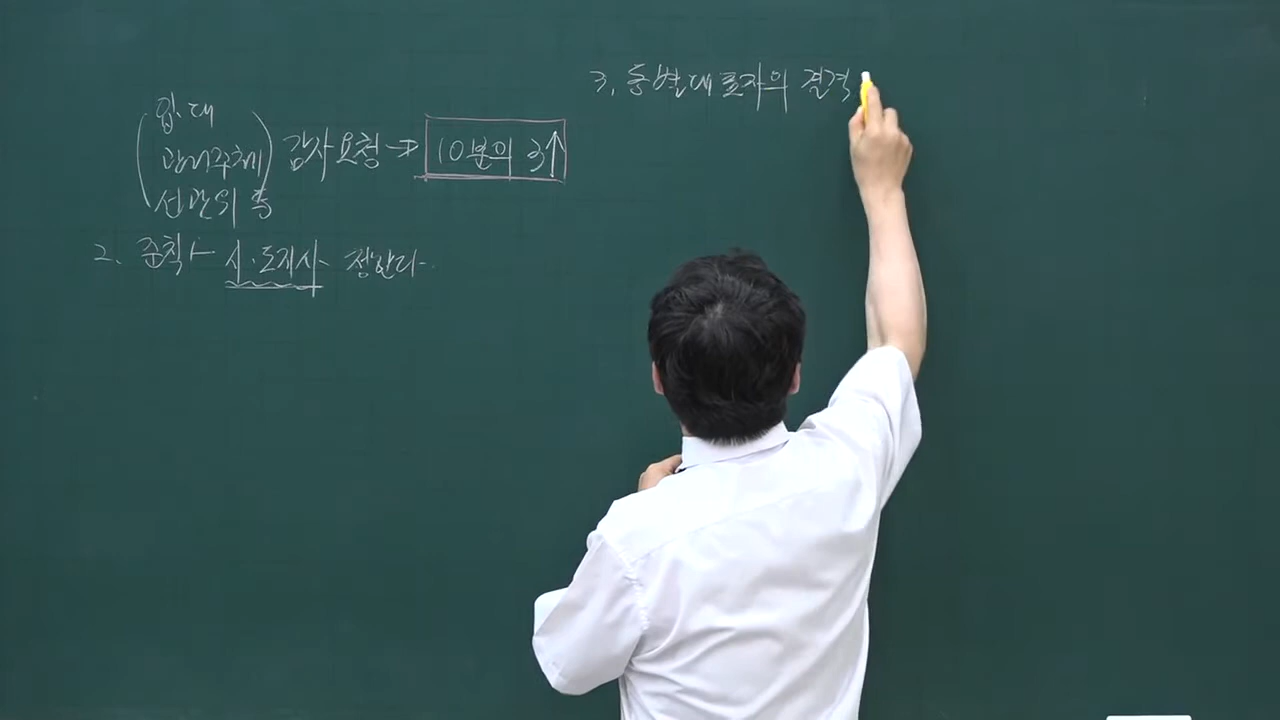 입·대
관리주체
선관위 등
감사 요청 → 10분의 3↑
2. 준칙 ← 시·도지사 정한다.
3. 동별 대표자의 결격